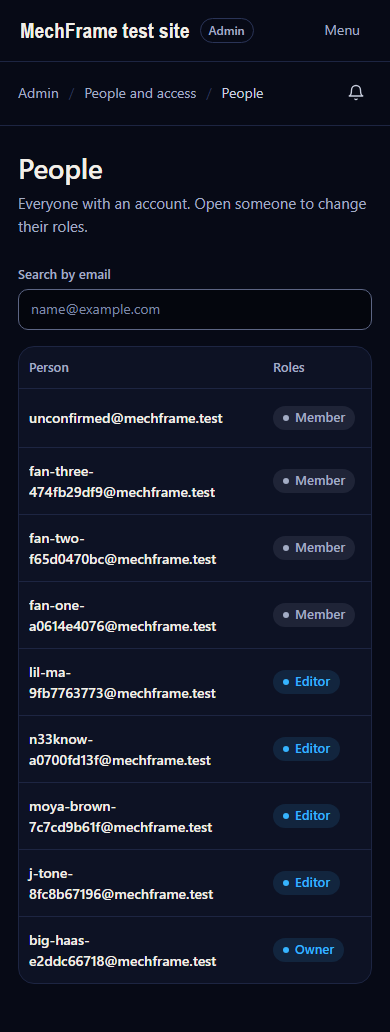 MechFrame test site Admin Menu
Admin / People and access / People
People
Everyone with an account. Open someone to change
their roles.
Search by email
name@example.com
Person Roles
unconfirmed@mechframe.test Member
fan-three-
474fb29df9@mechframe.test Member
fan-two-
f65d0470bc@mechframe.test Member
fan-one-
a0614e4076@mechframe.test Member
lil-ma-
9fb7763773@mechframe.test Editor
n33know-
a0700fd13f@mechframe.test Editor
moya-brown-
7c7cd9b61f@mechframe.test Editor
j-tone-
8fc8b67196@mechframe.test Editor
big-haas-
e2ddc66718@mechframe.test Owner